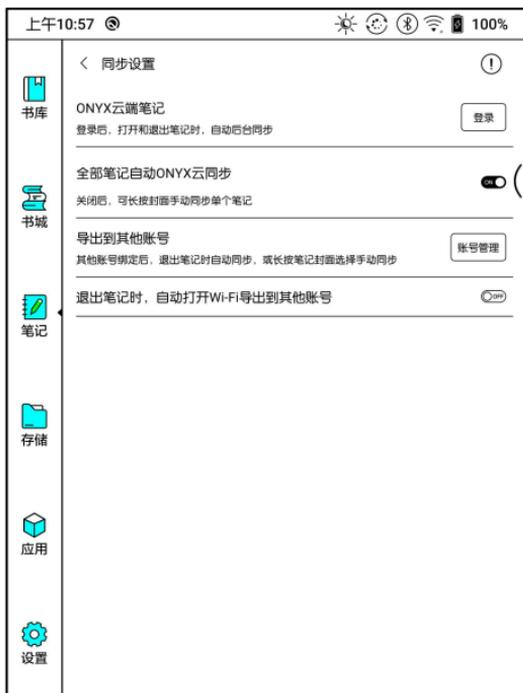 上午10:57
100%
同步设置
书库
ONYX云端笔记
登录
登录后，打开和退出笔记时，自动后台同步
全部笔记自动ONYX云同步
ON
关闭后，可长按封面手动同步单个笔记
书城
导出到其他账号
账号管理
其他账号绑定后，退出笔记时自动同步，或长按笔记封面选择手动同步
退出笔记时，自动打开Wi-Fi导出到其他账号
OFF
笔记
存储
应用
设置